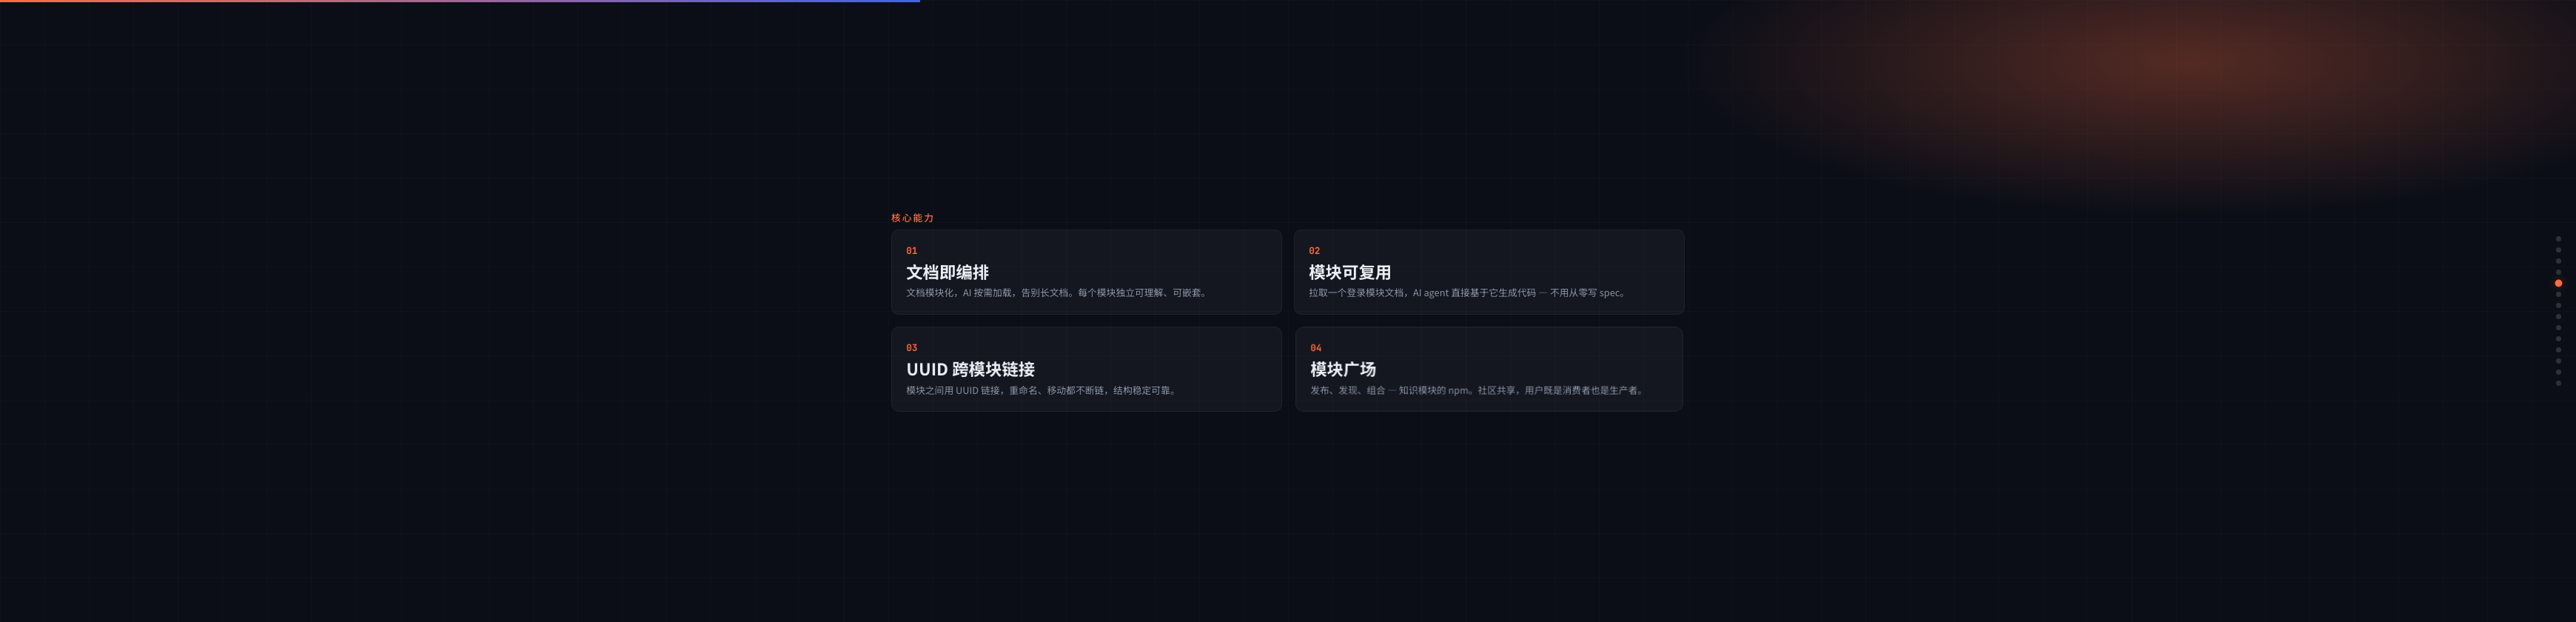 核心能力
01
文档即编排
文档模块化，AI 按需加载，告别长文档。每个模块独立可理解、可嵌套。
02
模块可复用
拉取一个登录模块文档，AI agent 直接基于它生成代码 — 不用从零写 spec。
03
UUID 跨模块链接
模块之间用 UUID 链接，重命名、移动都不断链，结构稳定可靠。
04
模块广场
发布、发现、组合 — 知识模块的 npm。社区共享，用户既是消费者也是生产者。